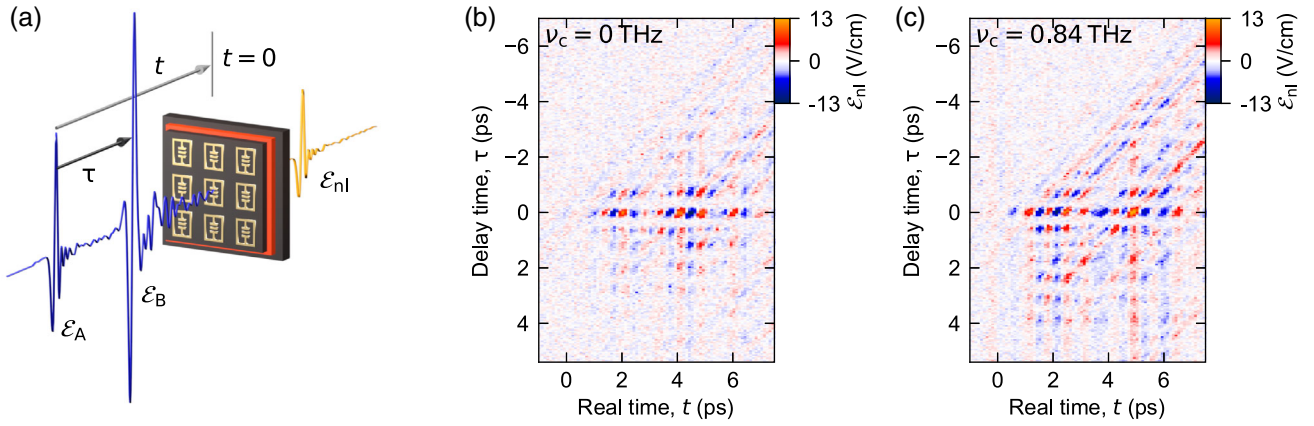 (a)
t
t = 0
τ
ℰnl
ℰB
ℰA
(b)
νc = 0 THz
13
0
-13
ℰnl (V/cm)
−6
−4
−2
0
2
4
Delay time, τ (ps)
0 2 4 6
Real time, t (ps)
(c)
νc = 0.84 THz
13
0
-13
ℰnl (V/cm)
−6
−4
−2
0
2
4
Delay time, τ (ps)
0 2 4 6
Real time, t (ps)